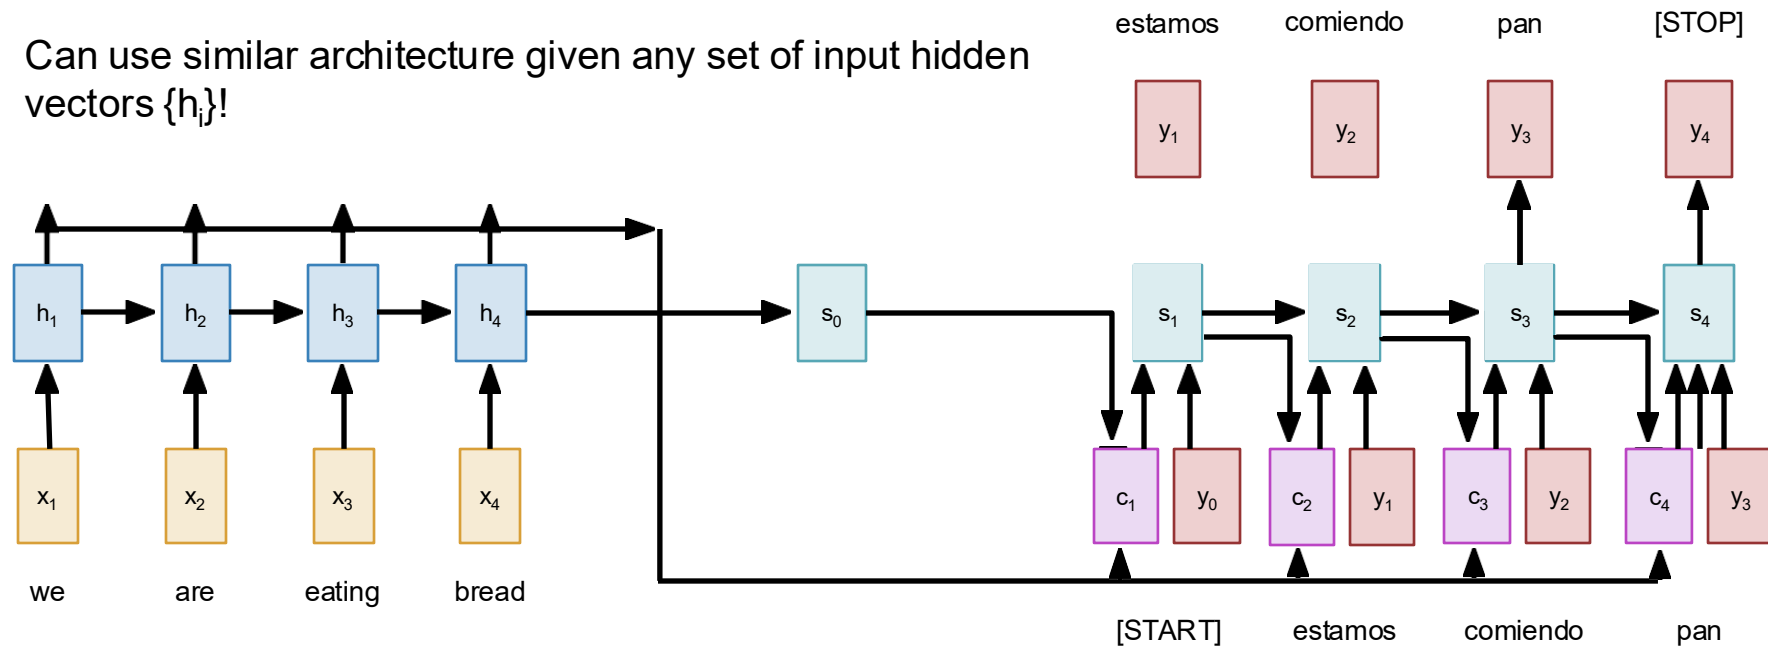 estamos comiendo pan [STOP]
Can use similar architecture given any set of input hidden
vectors {hᵢ}!
y₁ y₂ y₃ y₄
h₁ h₂ h₃ h₄ s₀ s₁ s₂ s₃ s₄
x₁ x₂ x₃ x₄ c₁ y₀ c₂ y₁ c₃ y₂ c₄ y₃
we are eating bread
[START] estamos comiendo pan